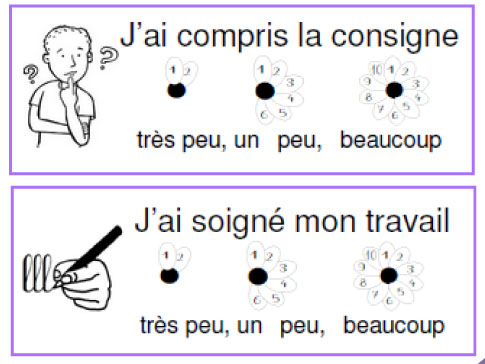 J'ai compris la consigne
? ?
1 2 1 2 3 4 5 6 1 2 3 4 5 6 7 8 9 10
très peu, un peu, beaucoup
J'ai soigné mon travail
1 2 1 2 3 4 5 6 1 2 3 4 5 6 7 8 9 10
très peu, un peu, beaucoup